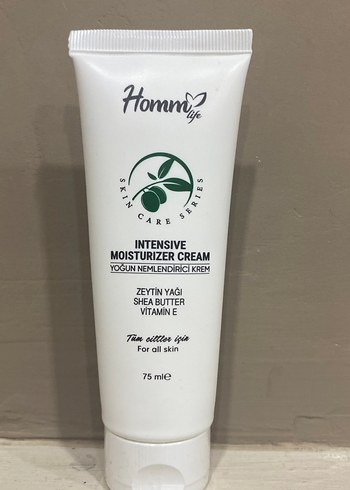 Homm life
SKIN CARE SERIES
INTENSIVE
MOISTURIZER CREAM
YOĞUN NEMLENDİRİCİ KREM
ZEYTİN YAĞI
SHEA BUTTER
VİTAMİN E
Tüm ciltler için
For all skin
75 ml℮